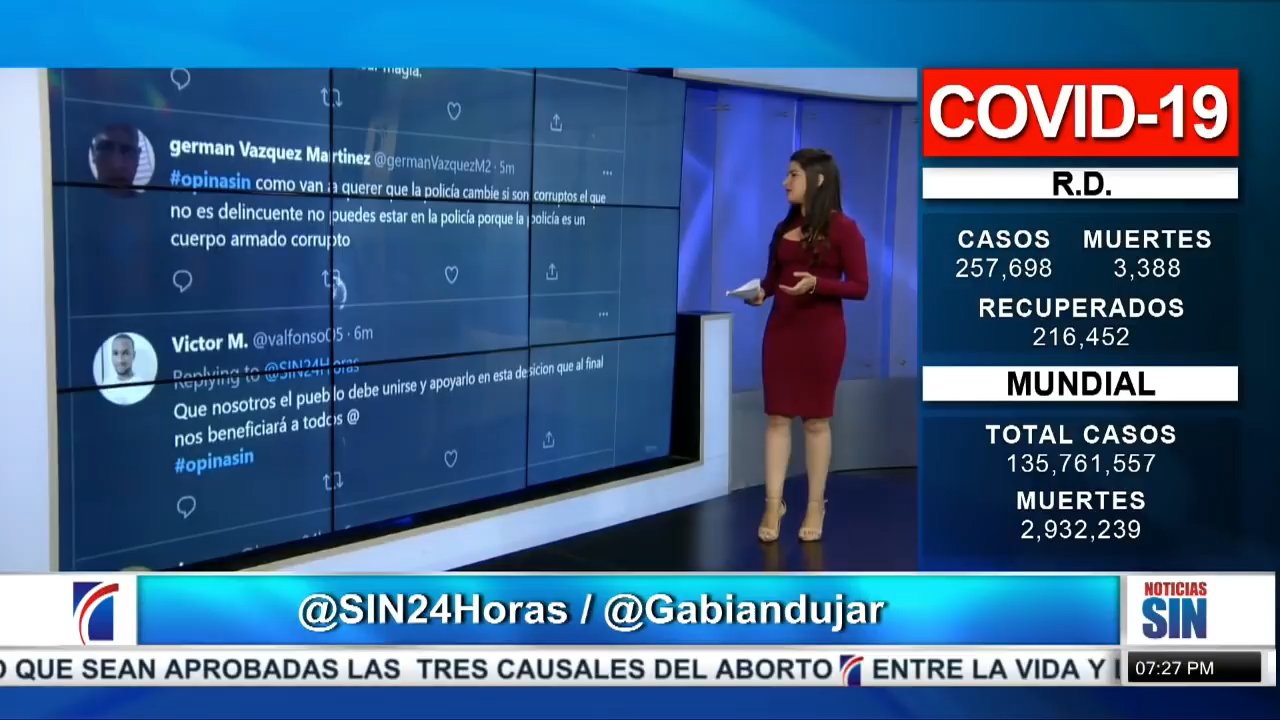 magia,
german Vazquez Martinez @germanVazquezM2 · 5m
#opinasin como van a querer que la policía cambie si son corruptos el que
no es delincuente no puedes estar en la policía porque la policía es un
cuerpo armado corrupto
Victor M. @valfonso05 · 6m
Replying to @SIN24Horas
Que nosotros el pueblo debe unirse y apoyarlo en esta desicion que al final
nos beneficiará a todos @
#opinasin
COVID-19
R.D.
CASOS MUERTES
257,698 3,388
RECUPERADOS
216,452
MUNDIAL
TOTAL CASOS
135,761,557
MUERTES
2,932,239
@SIN24Horas / @Gabiandujar
NOTICIAS
SIN
O QUE SEAN APROBADAS LAS TRES CAUSALES DEL ABORTO ENTRE LA VIDA Y
07:27 PM